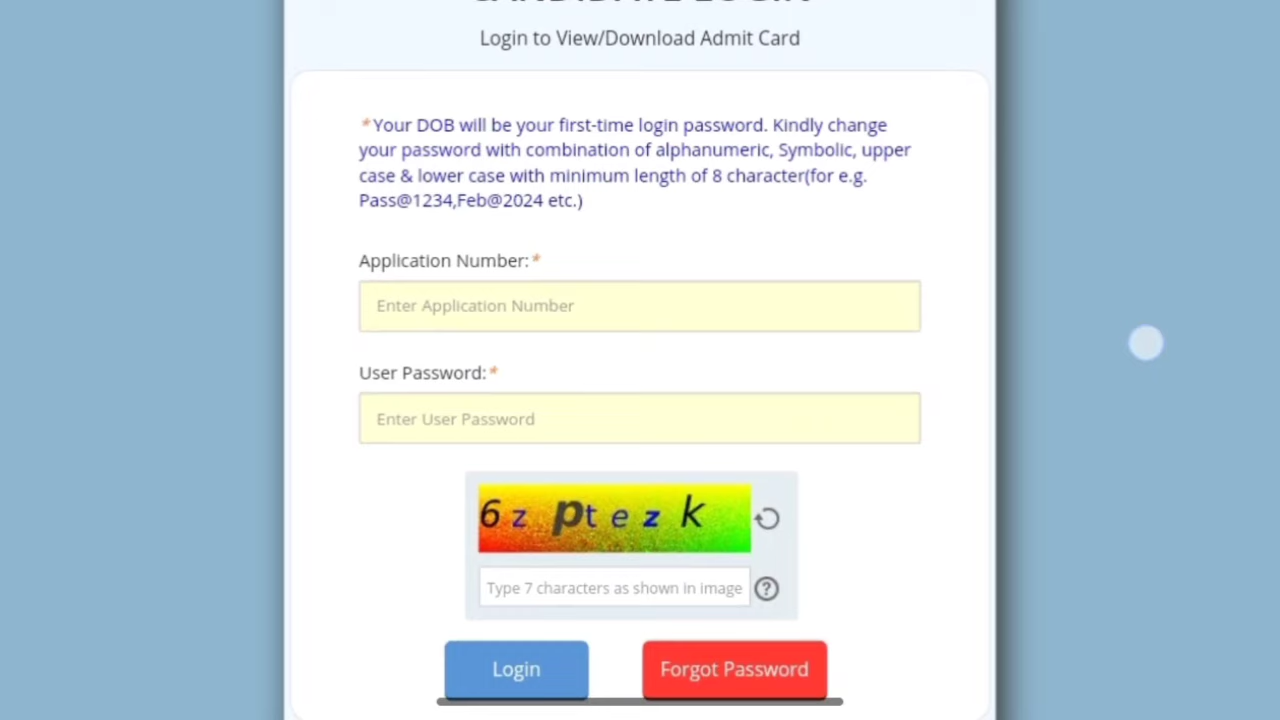 Login to View/Download Admit Card
*Your DOB will be your first-time login password. Kindly change
your password with combination of alphanumeric, Symbolic, upper
case & lower case with minimum length of 8 character(for e.g.
Pass@1234,Feb@2024 etc.)
Application Number:*
Enter Application Number
User Password:*
Enter User Password
6 z p t e z k
Type 7 characters as shown in image
?
Login
Forgot Password